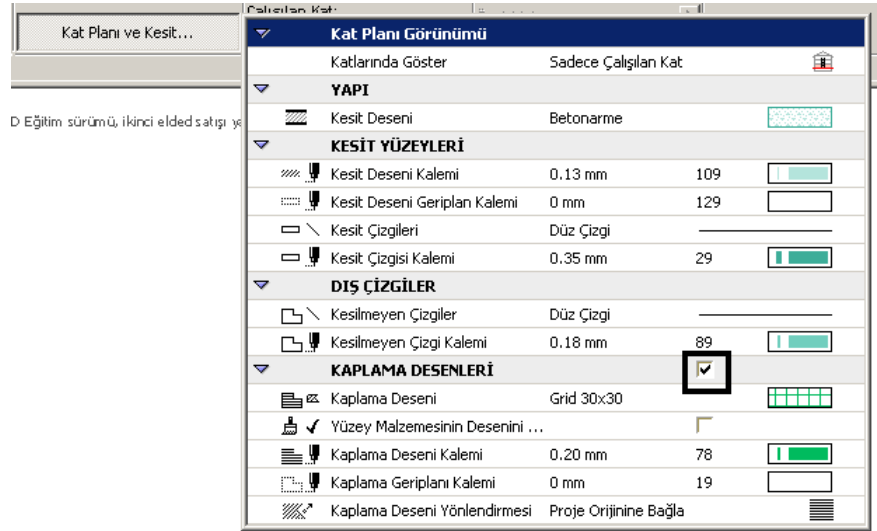 Çalışılan Kat:
Kat Planı ve Kesit...
Kat Planı Görünümü
Katlarında Göster Sadece Çalışılan Kat
YAPI
D Eğitim sürümü, ikinci elded satışı
Kesit Deseni Betonarme
KESİT YÜZEYLERİ
Kesit Deseni Kalemi 0.13 mm 109
Kesit Deseni Geriplan Kalemi 0 mm 129
Kesit Çizgileri Düz Çizgi
Kesit Çizgisi Kalemi 0.35 mm 29
DIŞ ÇİZGİLER
Kesilmeyen Çizgiler Düz Çizgi
Kesilmeyen Çizgi Kalemi 0.18 mm 89
KAPLAMA DESENLERİ
Kaplama Deseni Grid 30x30
Yüzey Malzemesinin Desenini ...
Kaplama Deseni Kalemi 0.20 mm 78
Kaplama Geriplanı Kalemi 0 mm 19
Kaplama Deseni Yönlendirmesi Proje Orijinine Bağla